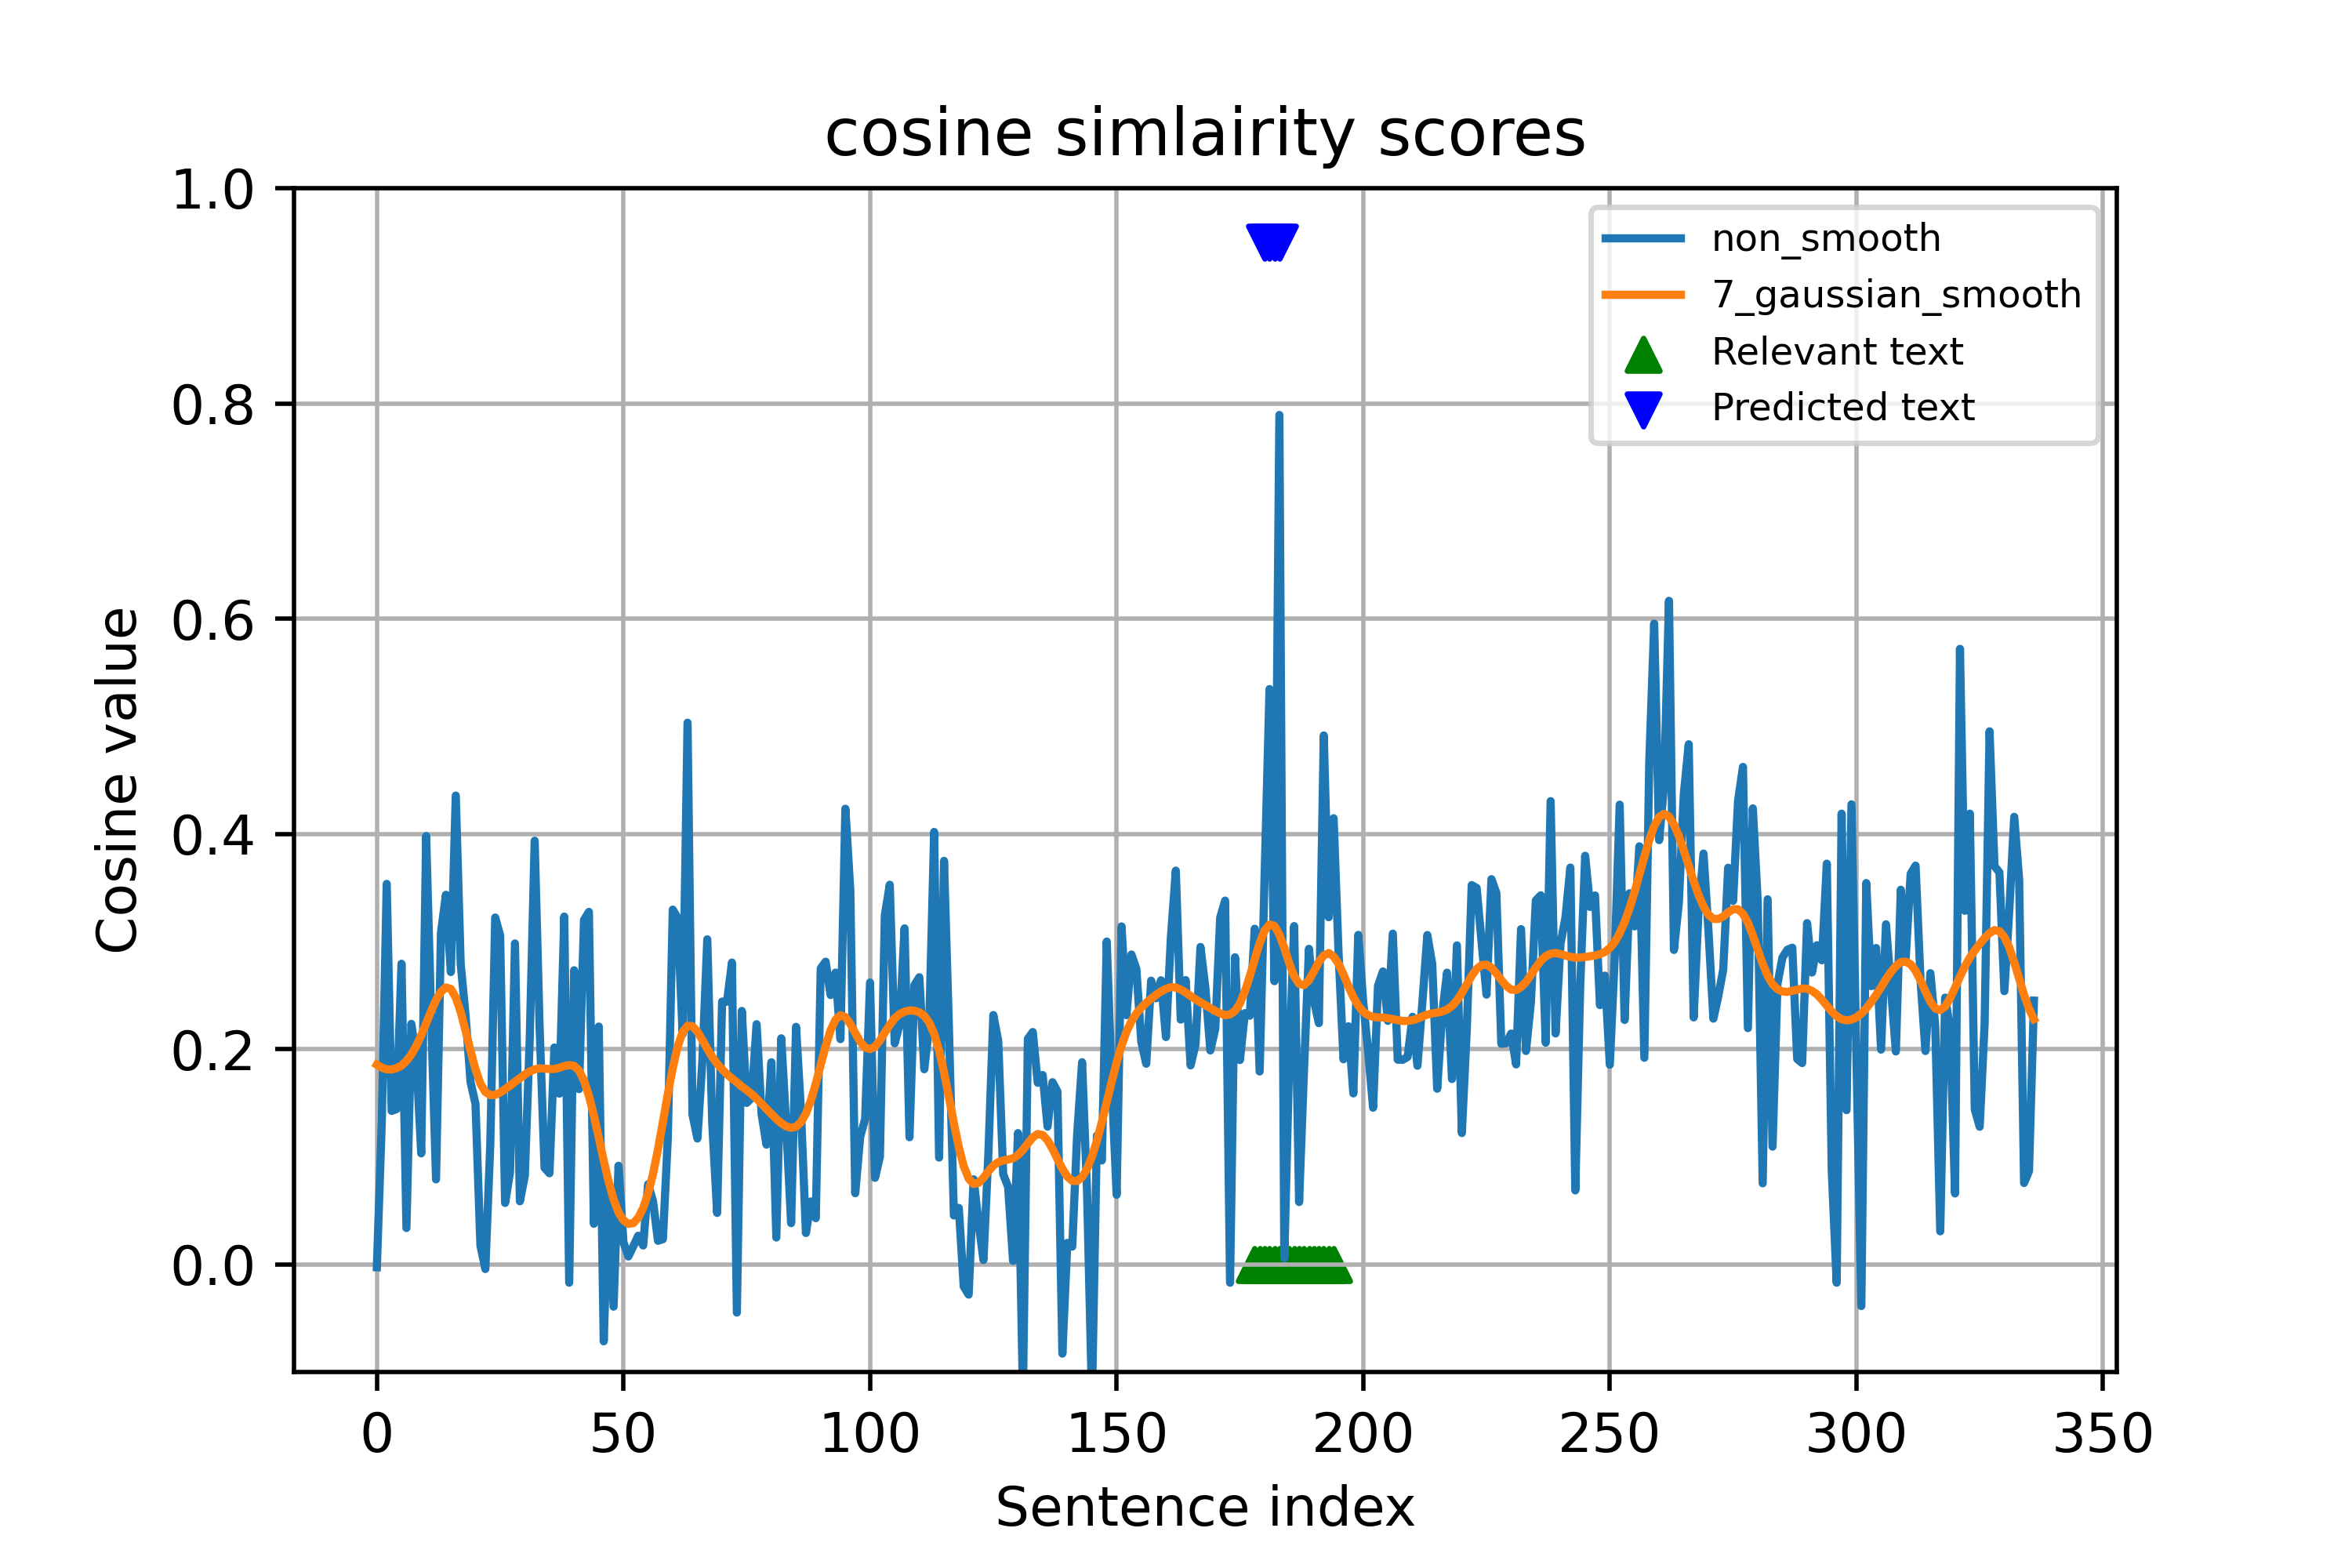 cosine simlairity scores
1.0
0.8
0.6
0.4
0.2
0.0
Cosine value
non_smooth
7_gaussian_smooth
Relevant text
Predicted text
0 50 100 150 200 250 300 350
Sentence index